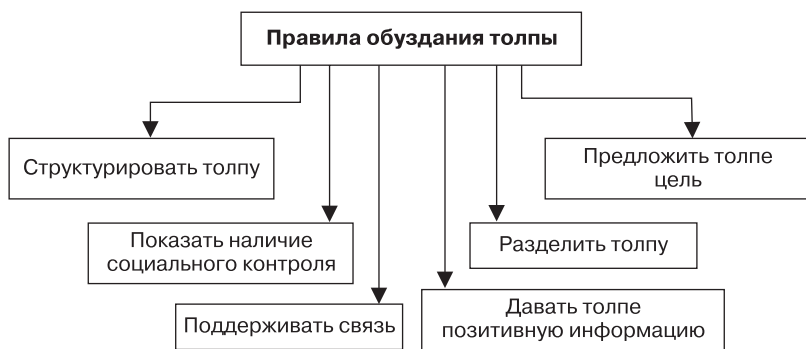 Правила обуздания толпы
Структурировать толпу
Предложить толпе
цель
Показать наличие
социального контроля
Разделить толпу
Поддерживать связь
Давать толпе
позитивную информацию